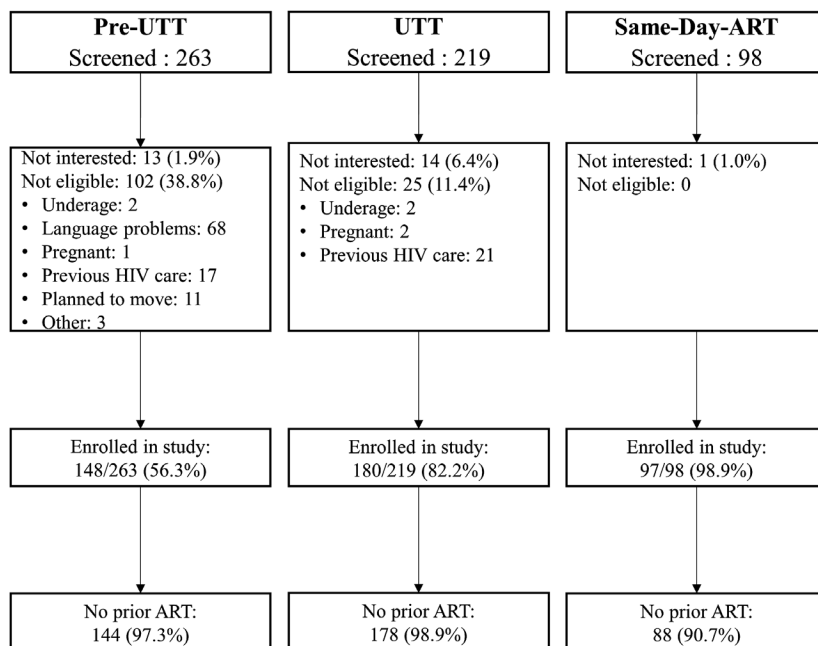 Pre-UTT
Screened : 263
Not interested: 13 (1.9%)
Not eligible: 102 (38.8%)
• Underage: 2
• Language problems: 68
• Pregnant: 1
• Previous HIV care: 17
• Planned to move: 11
• Other: 3
Enrolled in study:
148/263 (56.3%)
No prior ART:
144 (97.3%)
UTT
Screened : 219
Not interested: 14 (6.4%)
Not eligible: 25 (11.4%)
• Underage: 2
• Pregnant: 2
• Previous HIV care: 21
Enrolled in study:
180/219 (82.2%)
No prior ART:
178 (98.9%)
Same-Day-ART
Screened : 98
Not interested: 1 (1.0%)
Not eligible: 0
Enrolled in study:
97/98 (98.9%)
No prior ART:
88 (90.7%)